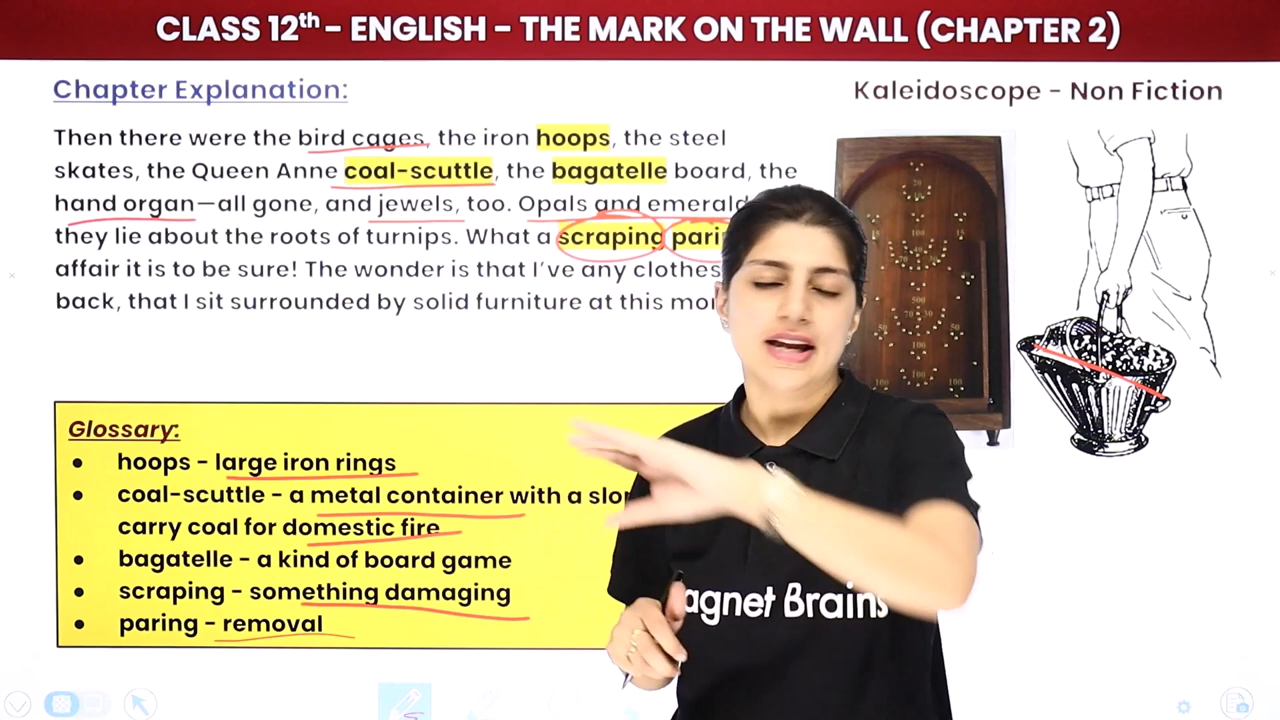 CLASS 12th – ENGLISH – THE MARK ON THE WALL (CHAPTER 2)
Chapter Explanation:
Kaleidoscope - Non Fiction
Then there were the bird cages, the iron hoops, the steel
skates, the Queen Anne coal-scuttle, the bagatelle board, the
hand organ—all gone, and jewels, too. Opals and emerald
they lie about the roots of turnips. What a scraping
affair it is to be sure! The wonder is that I've any clothes
back, that I sit surrounded by solid furniture at this
Glossary:
• hoops - large iron rings
• coal-scuttle - a metal container with a
carry coal for domestic fire
• bagatelle - a kind of board game
• scraping - something damaging
• paring - removal
agnet Brains